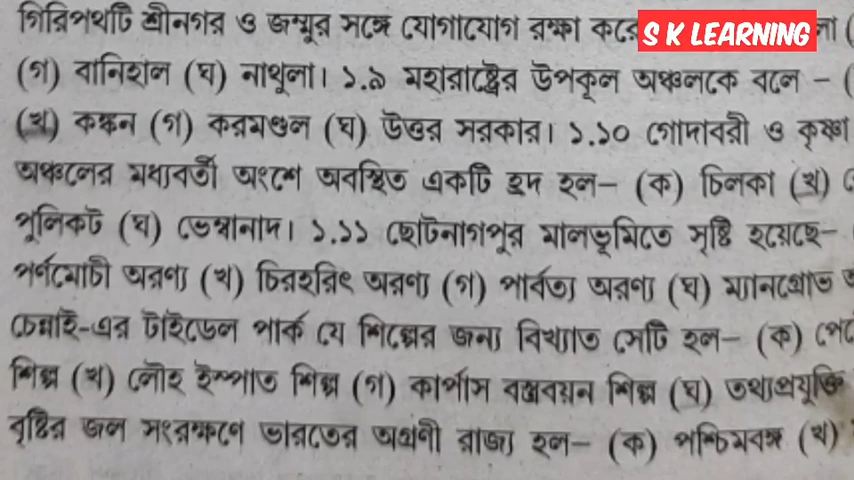 গিরিপথটি শ্রীনগর ও জম্মুর সঙ্গে যোগাযোগ রক্ষা করে
S K LEARNING
(গ) বানিহাল (ঘ) নাথুলা। ১.৯ মহারাষ্ট্রের উপকূল অঞ্চলকে বলে – (
(খ) কঙ্কন (গ) করমণ্ডল (ঘ) উত্তর সরকার। ১.১০ গোদাবরী ও কৃষ্ণা
অঞ্চলের মধ্যবর্তী অংশে অবস্থিত একটি হ্রদ হল– (ক) চিলকা (খ)
পুলিকট (ঘ) ভেম্বানাদ। ১.১১ ছোটনাগপুর মালভূমিতে সৃষ্টি হয়েছে–
পর্ণমোচী অরণ্য (খ) চিরহরিৎ অরণ্য (গ) পার্বত্য অরণ্য (ঘ) ম্যানগ্রোভ
চেন্নাই-এর টাইডেল পার্ক যে শিল্পের জন্য বিখ্যাত সেটি হল– (ক)
শিল্প (খ) লৌহ ইস্পাত শিল্প (গ) কার্পাস বস্ত্রবয়ন শিল্প (ঘ) তথ্যপ্রযুক্তি
বৃষ্টির জল সংরক্ষণে ভারতের অগ্রণী রাজ্য হল– (ক) পশ্চিমবঙ্গ (খ)